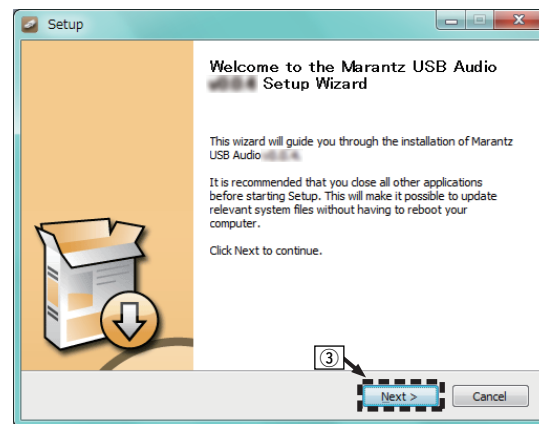 Setup
Welcome to the Marantz USB Audio
Setup Wizard
This wizard will guide you through the installation of Marantz
USB Audio
It is recommended that you close all other applications
before starting Setup. This will make it possible to update
relevant system files without having to reboot your
computer.
Click Next to continue.
③
Next >
Cancel